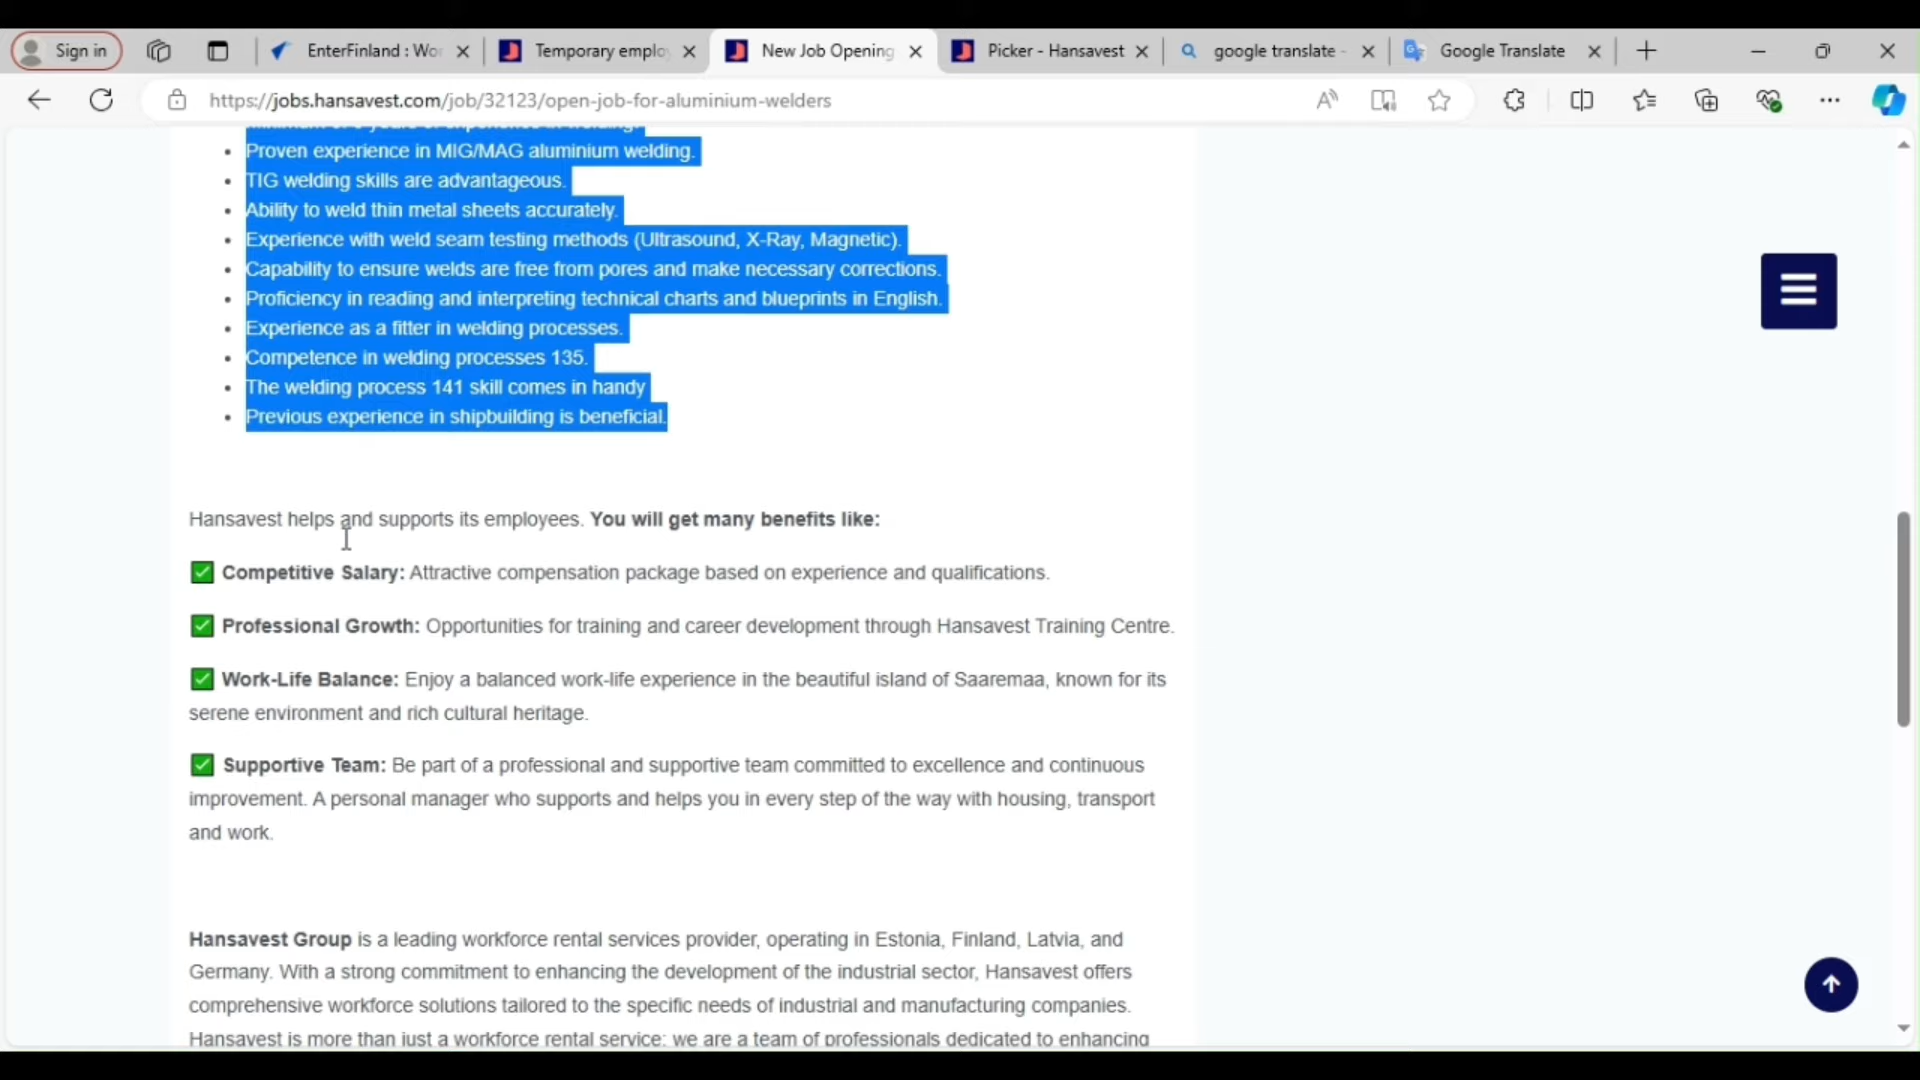 Sign in
EnterFinland : Wor
Temporary emplo
New Job Opening
Picker - Hansavest
google translate -
Google Translate
https://jobs.hansavest.com/job/32123/open-job-for-aluminium-welders
• Proven experience in MIG/MAG aluminium welding.
• TIG welding skills are advantageous.
• Ability to weld thin metal sheets accurately.
• Experience with weld seam testing methods (Ultrasound, X-Ray, Magnetic).
• Capability to ensure welds are free from pores and make necessary corrections.
• Proficiency in reading and interpreting technical charts and blueprints in English.
• Experience as a fitter in welding processes.
• Competence in welding processes 135.
• The welding process 141 skill comes in handy
• Previous experience in shipbuilding is beneficial.
Hansavest helps and supports its employees. You will get many benefits like:
✅ Competitive Salary: Attractive compensation package based on experience and qualifications.
✅ Professional Growth: Opportunities for training and career development through Hansavest Training Centre.
✅ Work-Life Balance: Enjoy a balanced work-life experience in the beautiful island of Saaremaa, known for its
serene environment and rich cultural heritage.
✅ Supportive Team: Be part of a professional and supportive team committed to excellence and continuous
improvement. A personal manager who supports and helps you in every step of the way with housing, transport
and work.
Hansavest Group is a leading workforce rental services provider, operating in Estonia, Finland, Latvia, and
Germany. With a strong commitment to enhancing the development of the industrial sector, Hansavest offers
comprehensive workforce solutions tailored to the specific needs of industrial and manufacturing companies.
Hansavest is more than just a workforce rental service: we are a team of professionals dedicated to enhancing